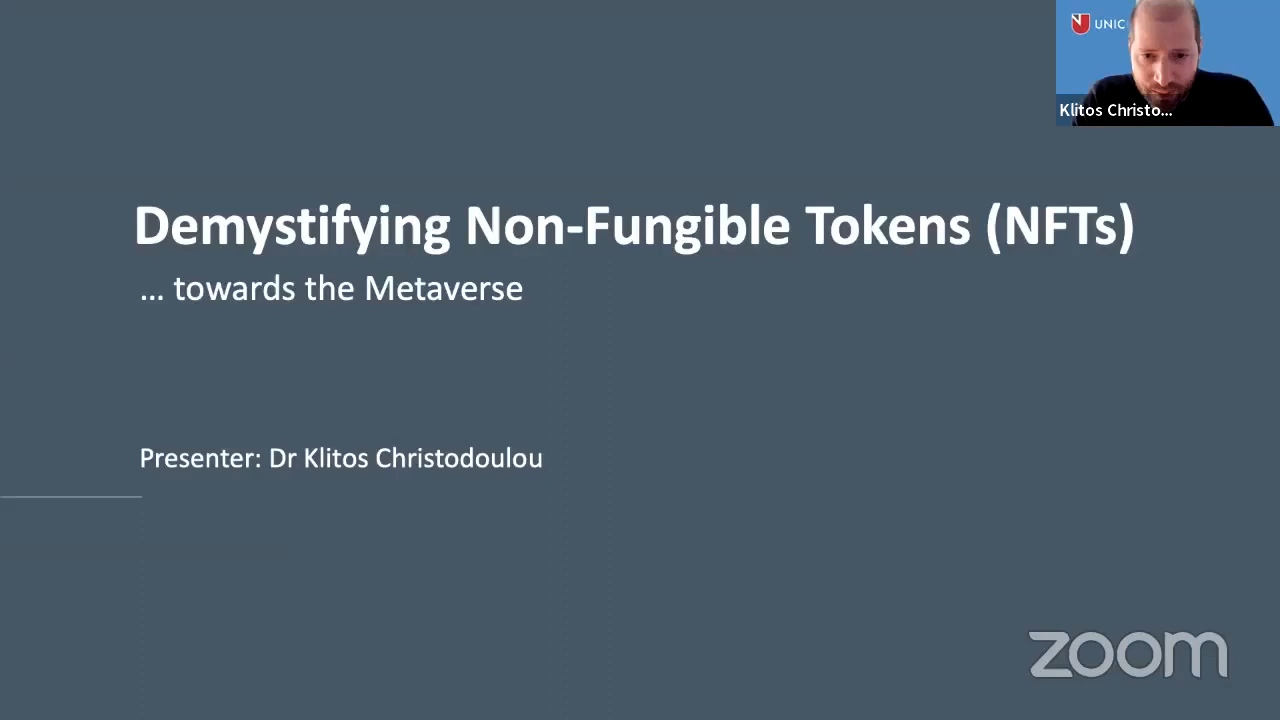 UNIC
Klitos Christo...
Demystifying Non-Fungible Tokens (NFTs)
... towards the Metaverse
Presenter: Dr Klitos Christodoulou
zoom